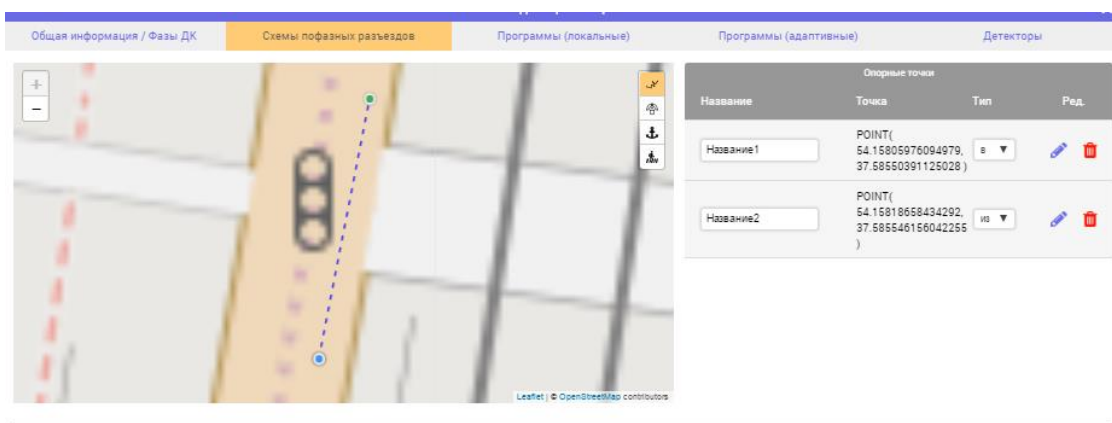 Общая информация / Фазы ДК
Схемы пофазных разъездов
Программы (локальные)
Программы (адаптивные)
Детекторы
+
−
Leaflet | © OpenStreetMap contributors
Опорные точки
Название Точка Тип Ред.
Название1
POINT(
54.15805976094979,
37.58550391125028 )
в ▼
Название2
POINT(
54.15818658434292,
37.585546156042255
)
из ▼